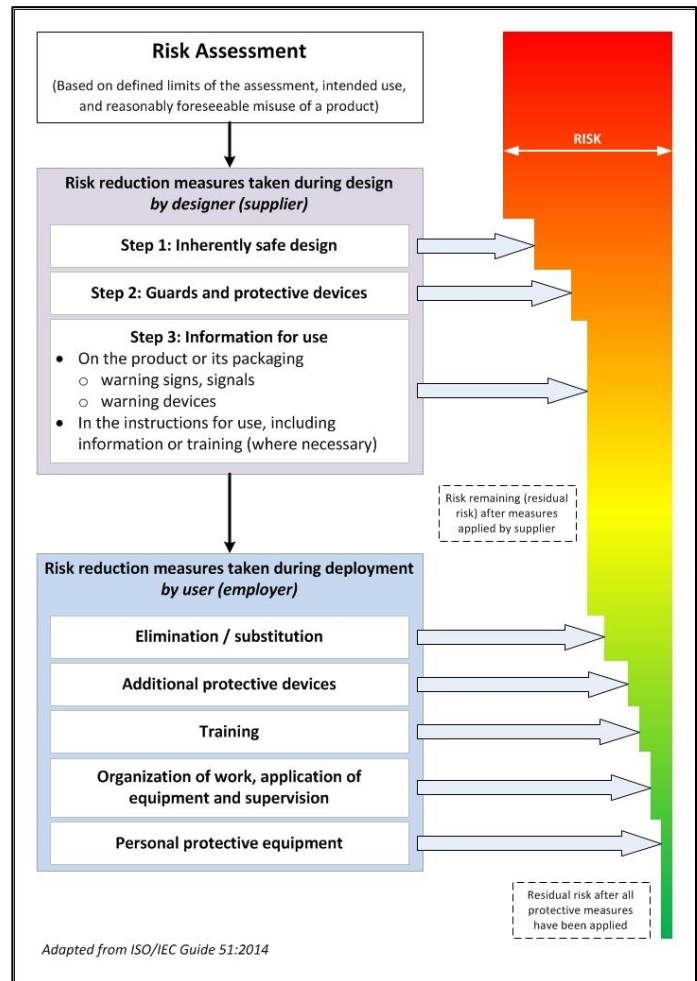 Risk Assessment
(Based on defined limits of the assessment, intended use,
and reasonably foreseeable misuse of a product)
RISK
Risk reduction measures taken during design
by designer (supplier)
Step 1: Inherently safe design
Step 2: Guards and protective devices
Step 3: Information for use
• On the product or its packaging
o warning signs, signals
o warning devices
• In the instructions for use, including
information or training (where necessary)
Risk remaining (residual
risk) after measures
applied by supplier
Risk reduction measures taken during deployment
by user (employer)
Elimination / substitution
Additional protective devices
Training
Organization of work, application of
equipment and supervision
Personal protective equipment
Residual risk after all
protective measures
have been applied
Adapted from ISO/IEC Guide 51:2014